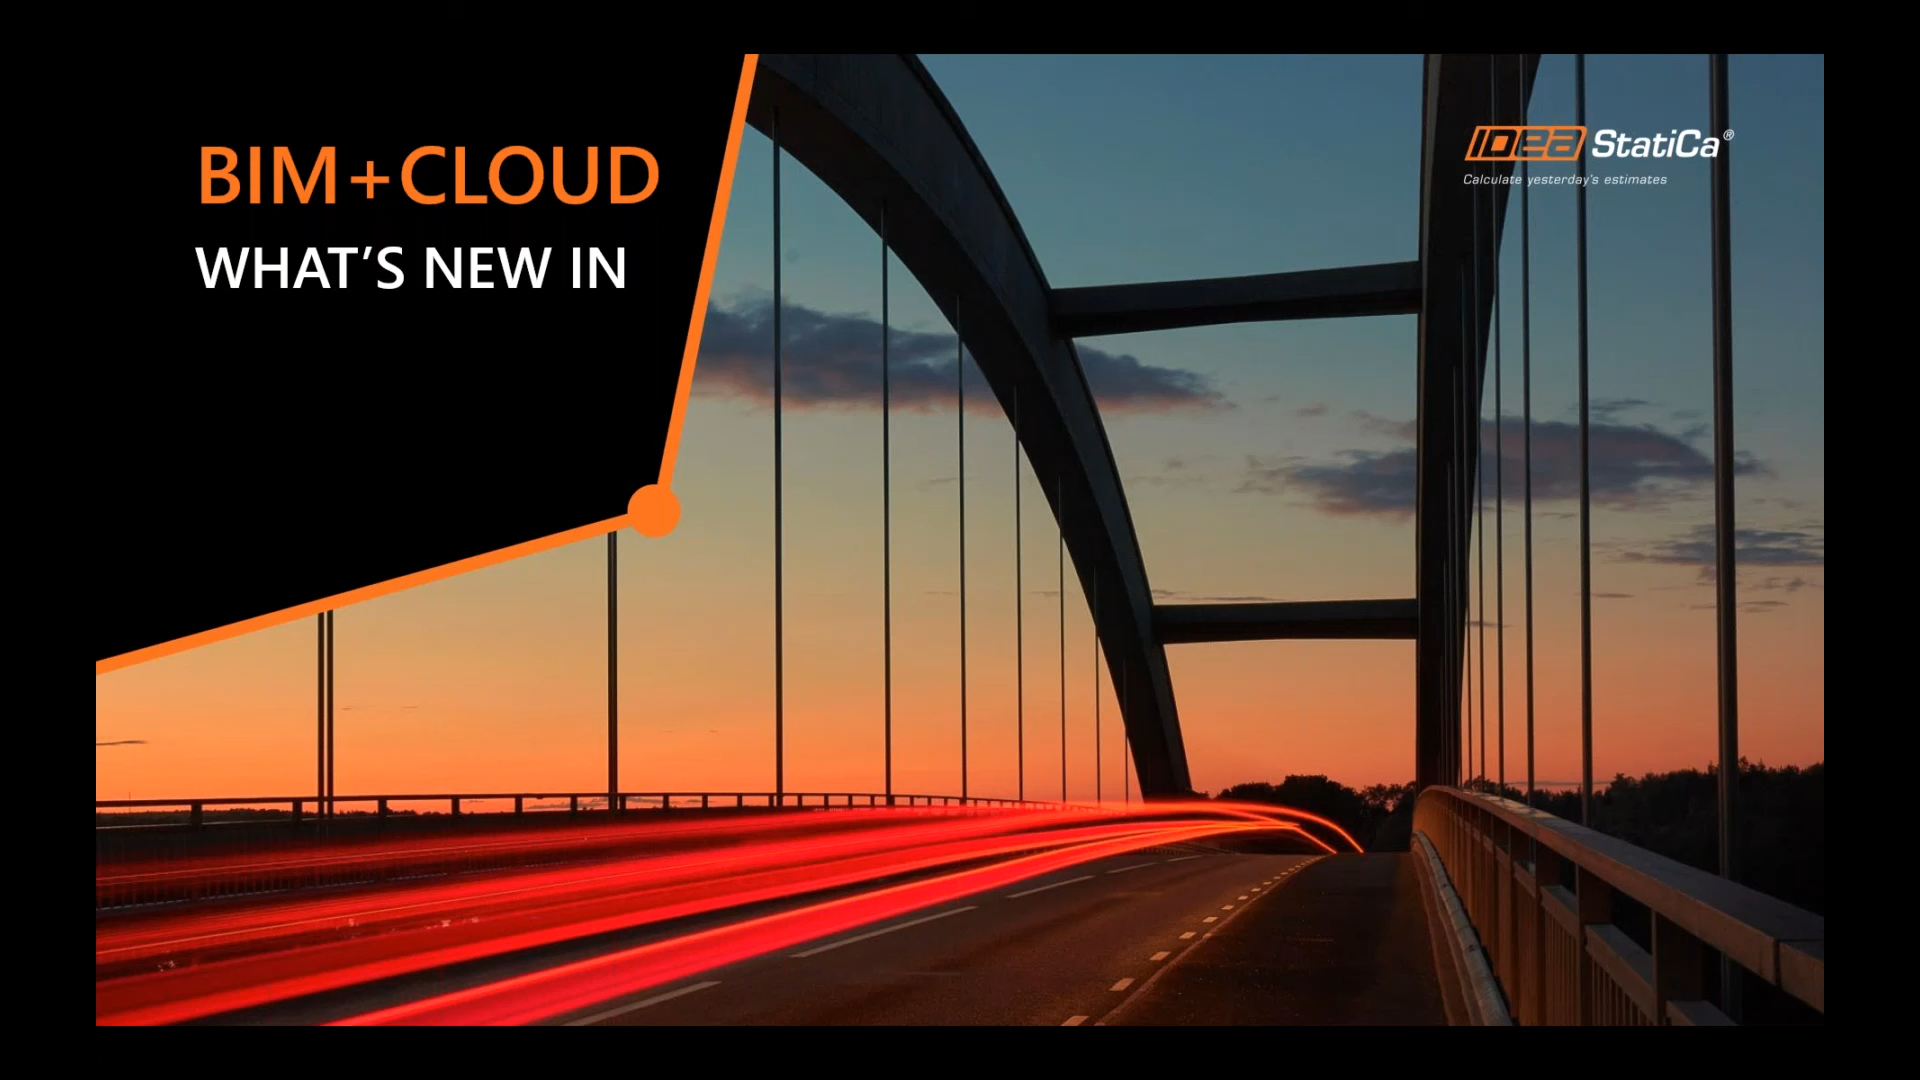 BIM+CLOUD
WHAT'S NEW IN
IDEA StatiCa®
Calculate yesterday's estimates